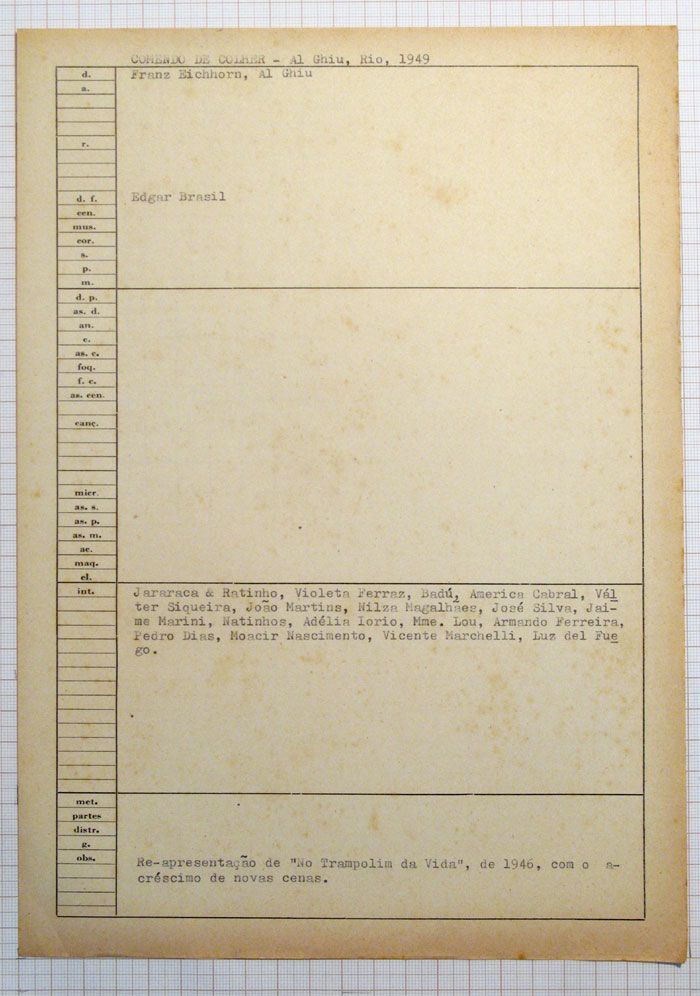 COMENDO DE COLHER - Al Ghiu, Rio, 1949
d. Franz Eichhorn, Al Ghiu
a.
r.
d. f. Edgar Brasil
cen.
mus.
cor.
s.
p.
m.
d. p.
as. d.
an.
c.
as. c.
foq.
f. c.
as. cen.
canç.
micr.
as. s.
as. p.
as. m.
ae.
maq.
el.
int. Jararaca & Ratinho, Violeta Ferraz, Badú, America Cabral, Vál
ter Siqueira, João Martins, Nilza Magalhães, José Silva, Jai-
me Marini, Natinhos, Adélia Iorio, Mme. Lou, Armando Ferreira,
Pedro Dias, Moacir Nascimento, Vicente Marchelli, Luz del Fue
go.
met.
partes
distr.
g.
obs. Re-apresentação de "No Trampolim da Vida", de 1946, com o a-
créscimo de novas cenas.